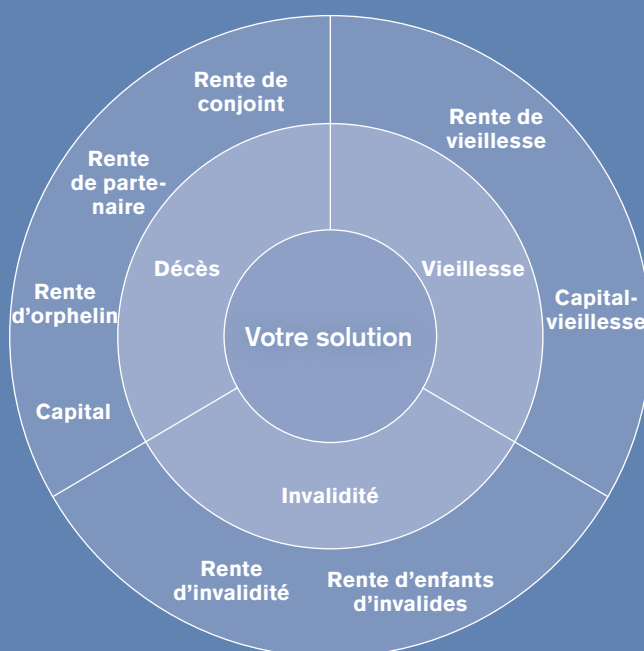 Rente de
conjoint
Rente de
vieillesse
Rente
de parte-
naire
Décès
Vieillesse
Rente
d'orphelin
Capital-
vieillesse
Votre solution
Capital
Invalidité
Rente
d'invalidité
Rente d'enfants
d'invalides